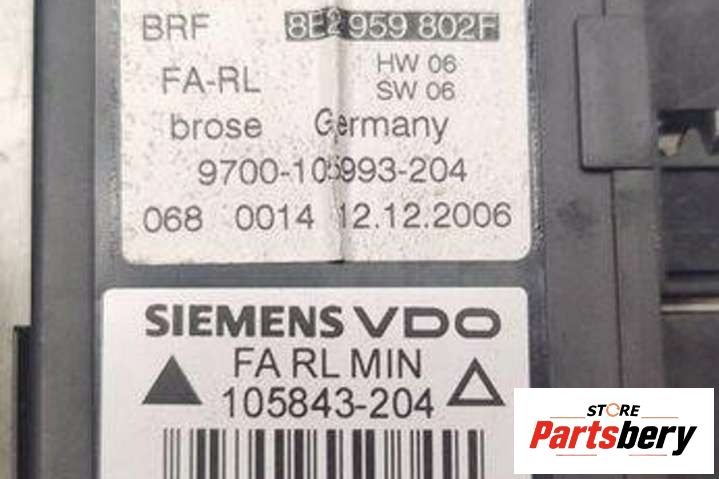 BRF 8E2 959 802F
FA-RL HW 06
SW 06
brose Germany
9700-105993-204
068 0014 12.12.2006
SIEMENS VDO
FA RL MIN
105843-204
STORE
Partsbery